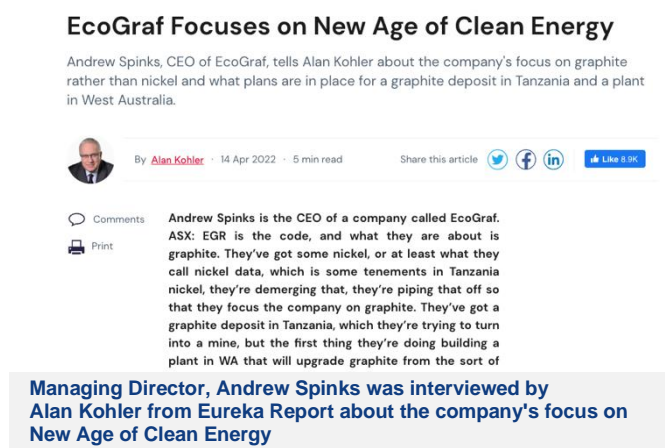 EcoGraf Focuses on New Age of Clean Energy
Andrew Spinks, CEO of EcoGraf, tells Alan Kohler about the company's focus on graphite
rather than nickel and what plans are in place for a graphite deposit in Tanzania and a plant
in West Australia.
By Alan Kohler · 14 Apr 2022 · 5 min read
Share this article
Like 8.9K
Comments
Print
Andrew Spinks is the CEO of a company called EcoGraf.
ASX: EGR is the code, and what they are about is
graphite. They've got some nickel, or at least what they
call nickel data, which is some tenements in Tanzania
nickel, they're demerging that, they're piping that off so
that they focus the company on graphite. They've got a
graphite deposit in Tanzania, which they're trying to turn
into a mine, but the first thing they're doing building a
plant in WA that will upgrade graphite from the sort of
Managing Director, Andrew Spinks was interviewed by
Alan Kohler from Eureka Report about the company's focus on
New Age of Clean Energy